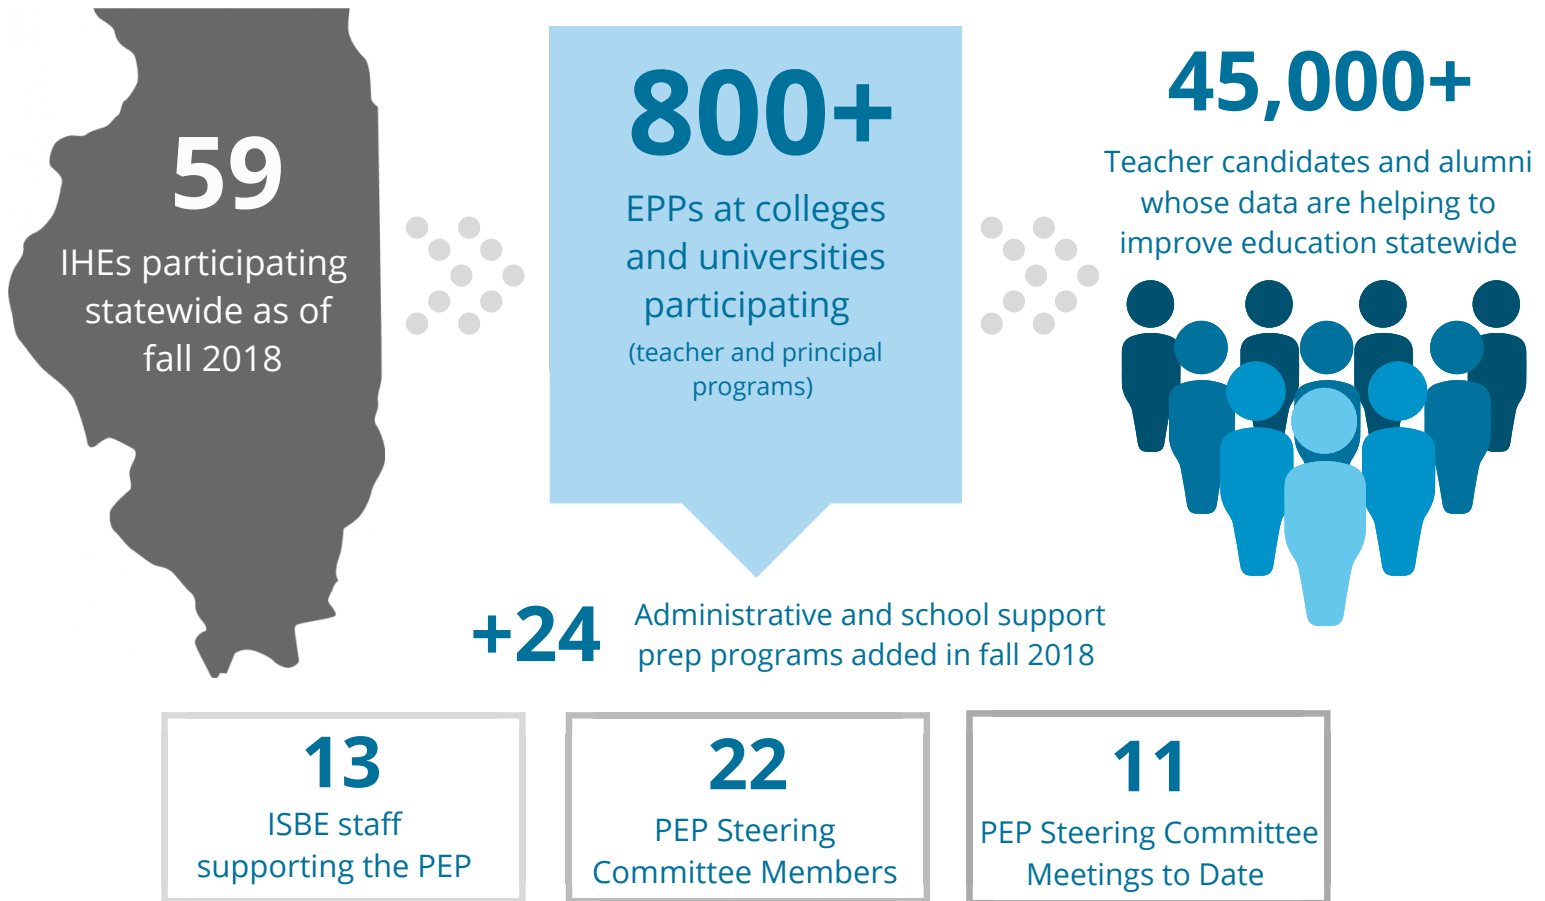 59
IHEs participating
statewide as of
fall 2018
800+
EPPs at colleges
and universities
participating
(teacher and principal
programs)
45,000+
Teacher candidates and alumni
whose data are helping to
improve education statewide
+24
Administrative and school support
prep programs added in fall 2018
13
ISBE staff
supporting the PEP
22
PEP Steering
Committee Members
11
PEP Steering Committee
Meetings to Date